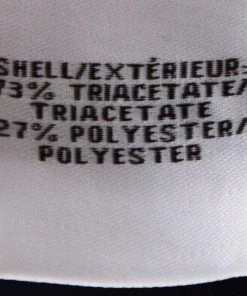 SHELL/EXTÉRIEUR:
73% TRIACETATE/
TRIACETATE
27% POLYESTER/
POLYESTER